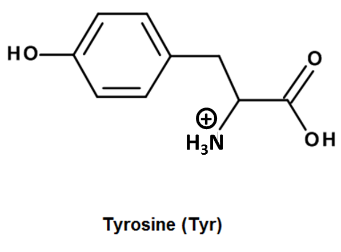 HO
O
⊕
H₃N
OH
Tyrosine (Tyr)